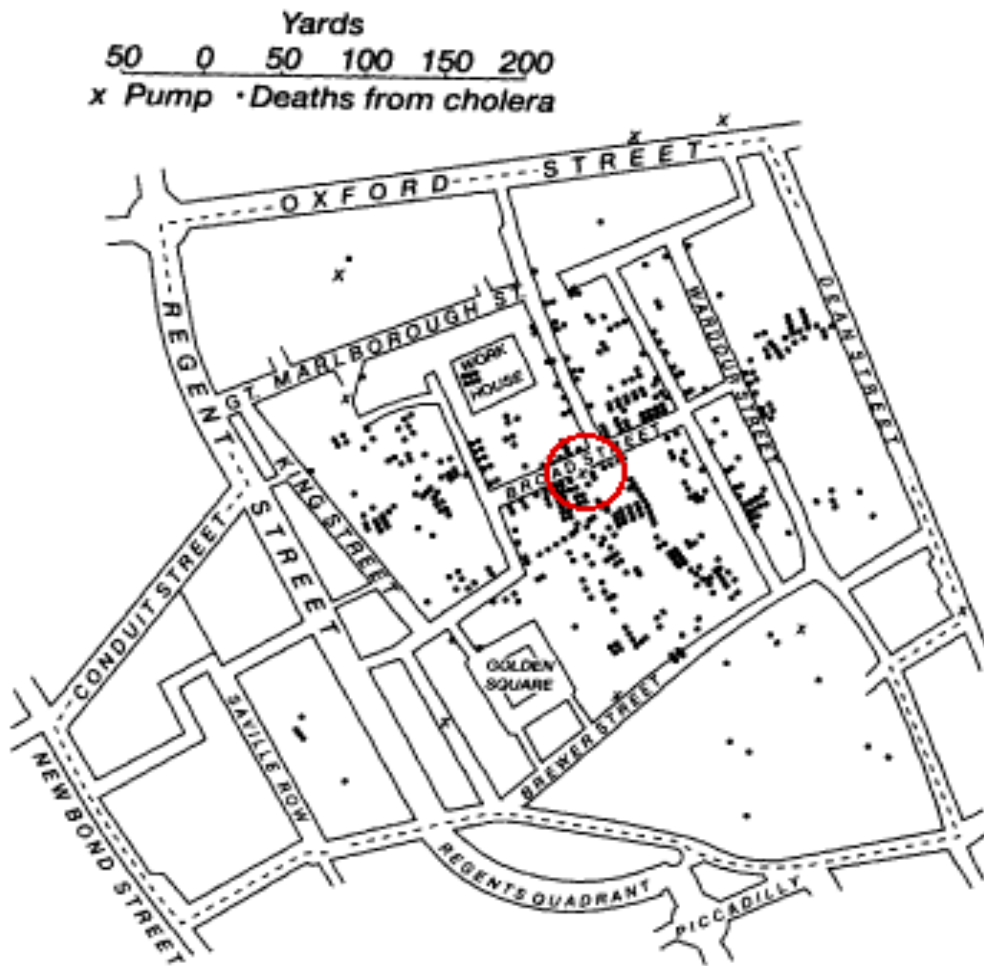 Yards
50 0 50 100 150 200
x Pump • Deaths from cholera
OXFORD STREET
REGENT STREET
GT. MARLBOROUGH ST
WORK
HOUSE
WARDOUR STREET
DEAN STREET
BROAD STREET
KING STREET
CONDUIT STREET
GOLDEN
SQUARE
SAVILLE ROW
BREWER STREET
NEW BOND STREET
REGENTS QUADRANT
PICCADILLY